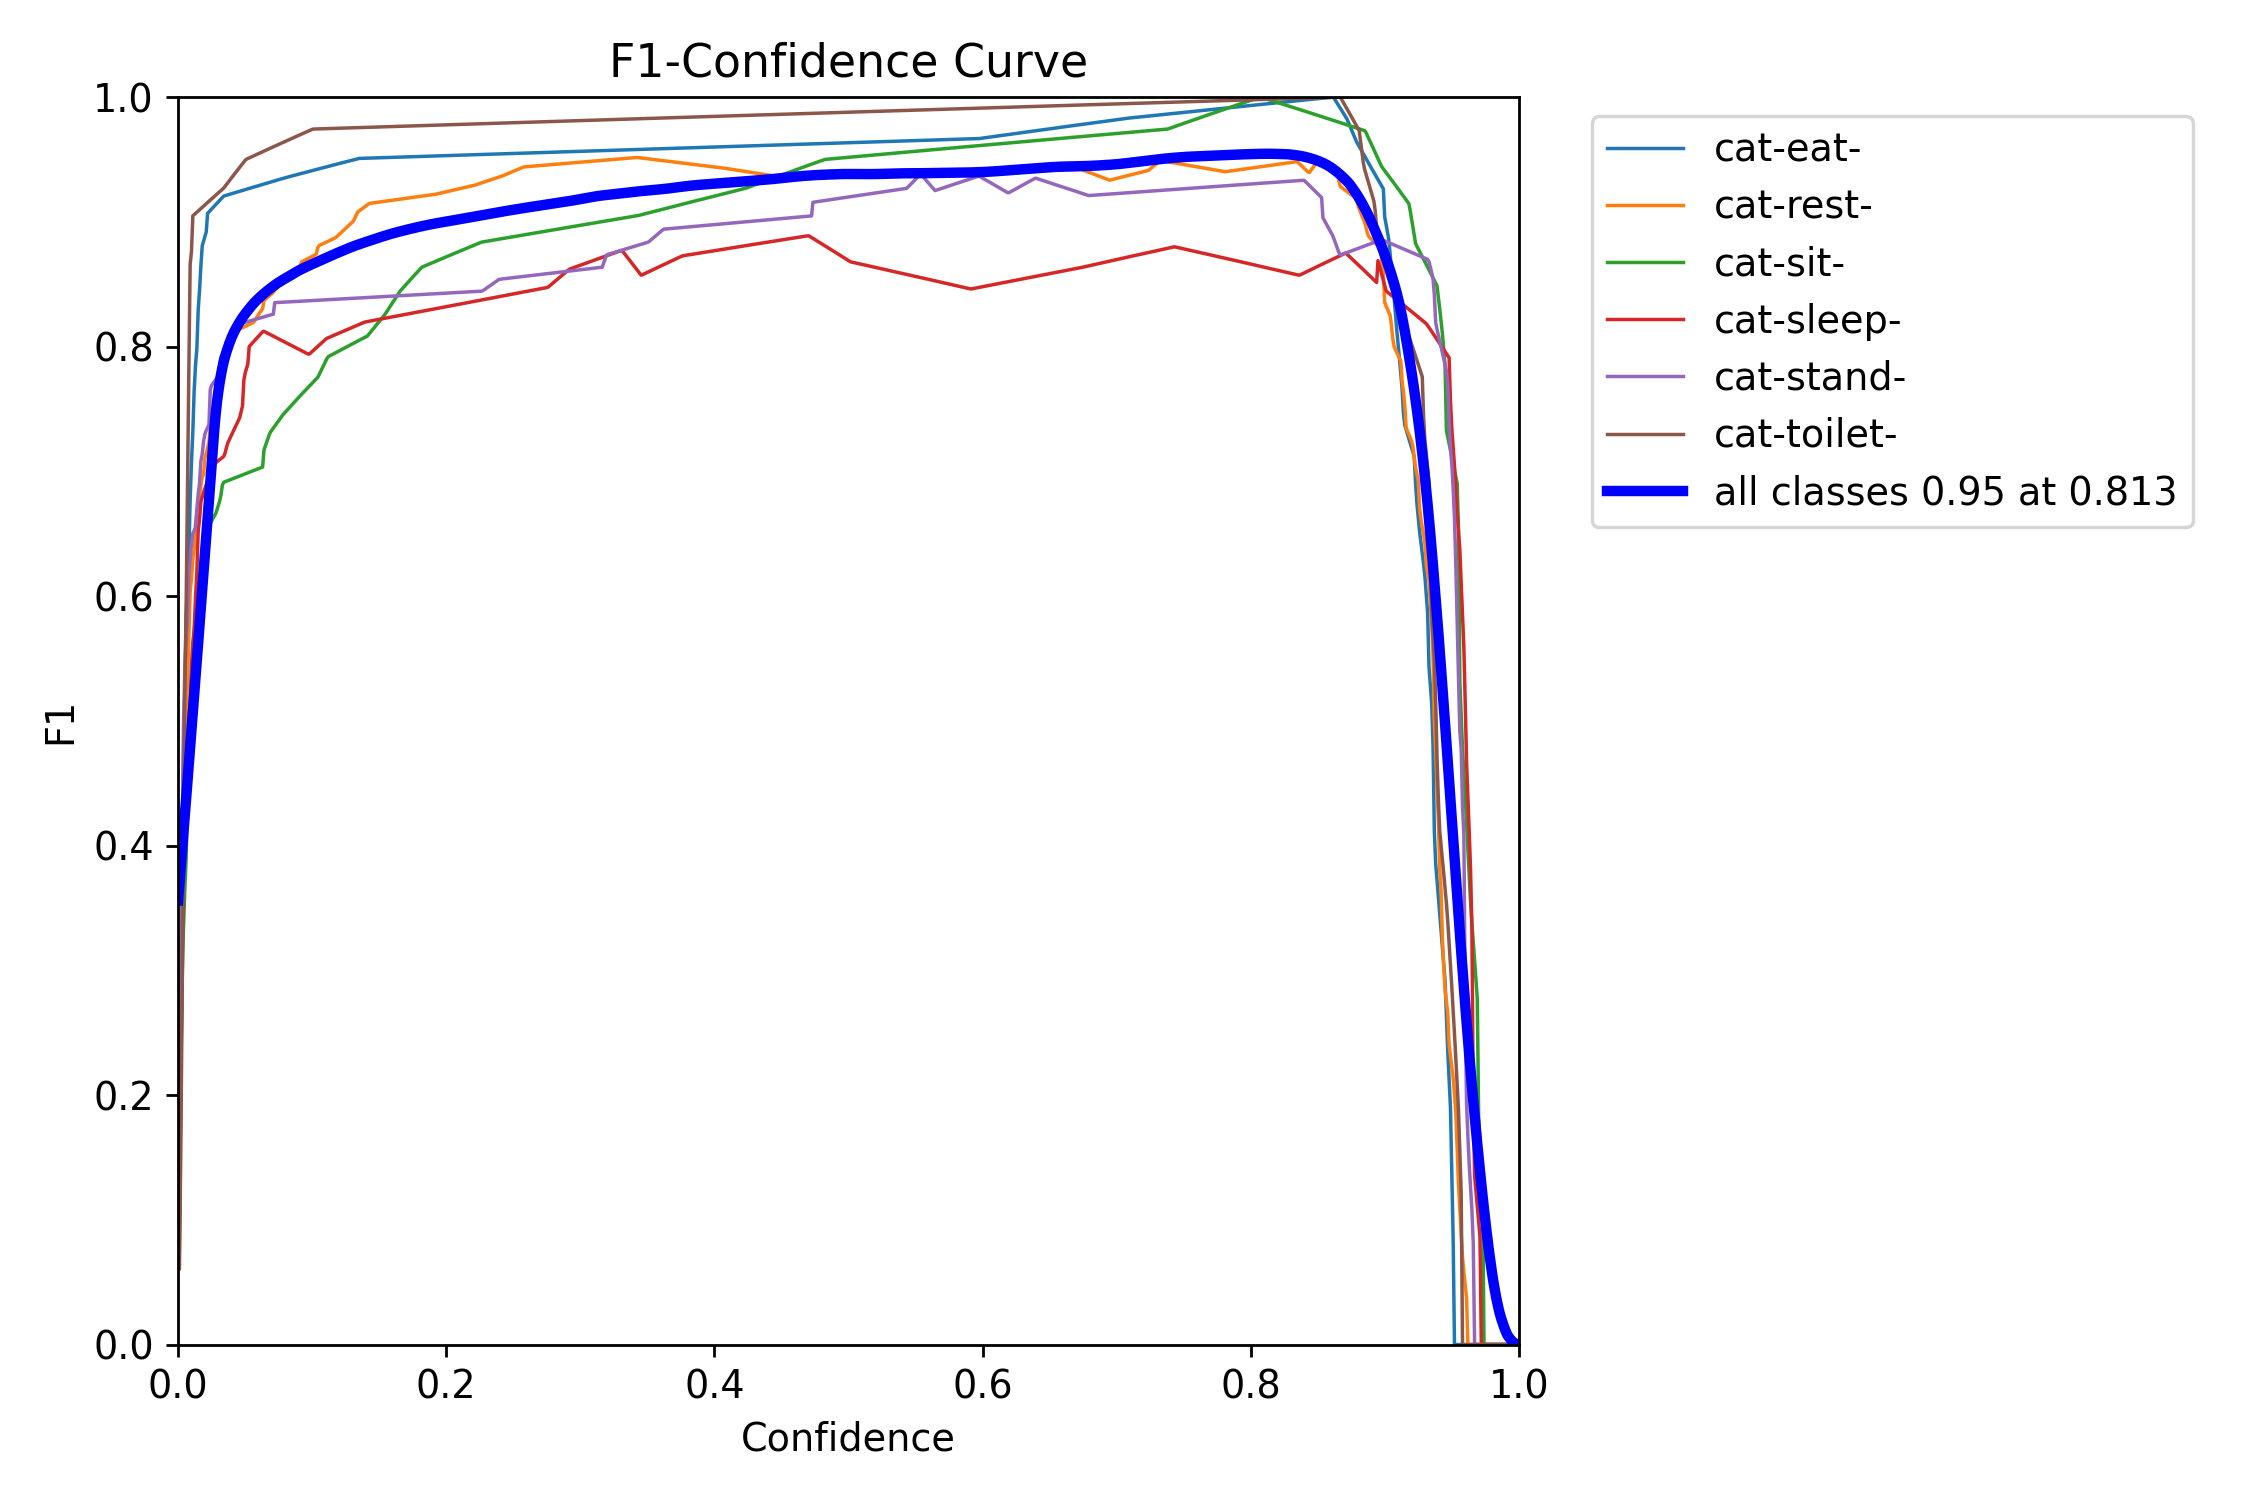 F1-Confidence Curve
1.0
0.8
0.6
0.4
0.2
0.0
F1
0.0 0.2 0.4 0.6 0.8 1.0
Confidence
cat-eat-
cat-rest-
cat-sit-
cat-sleep-
cat-stand-
cat-toilet-
all classes 0.95 at 0.813